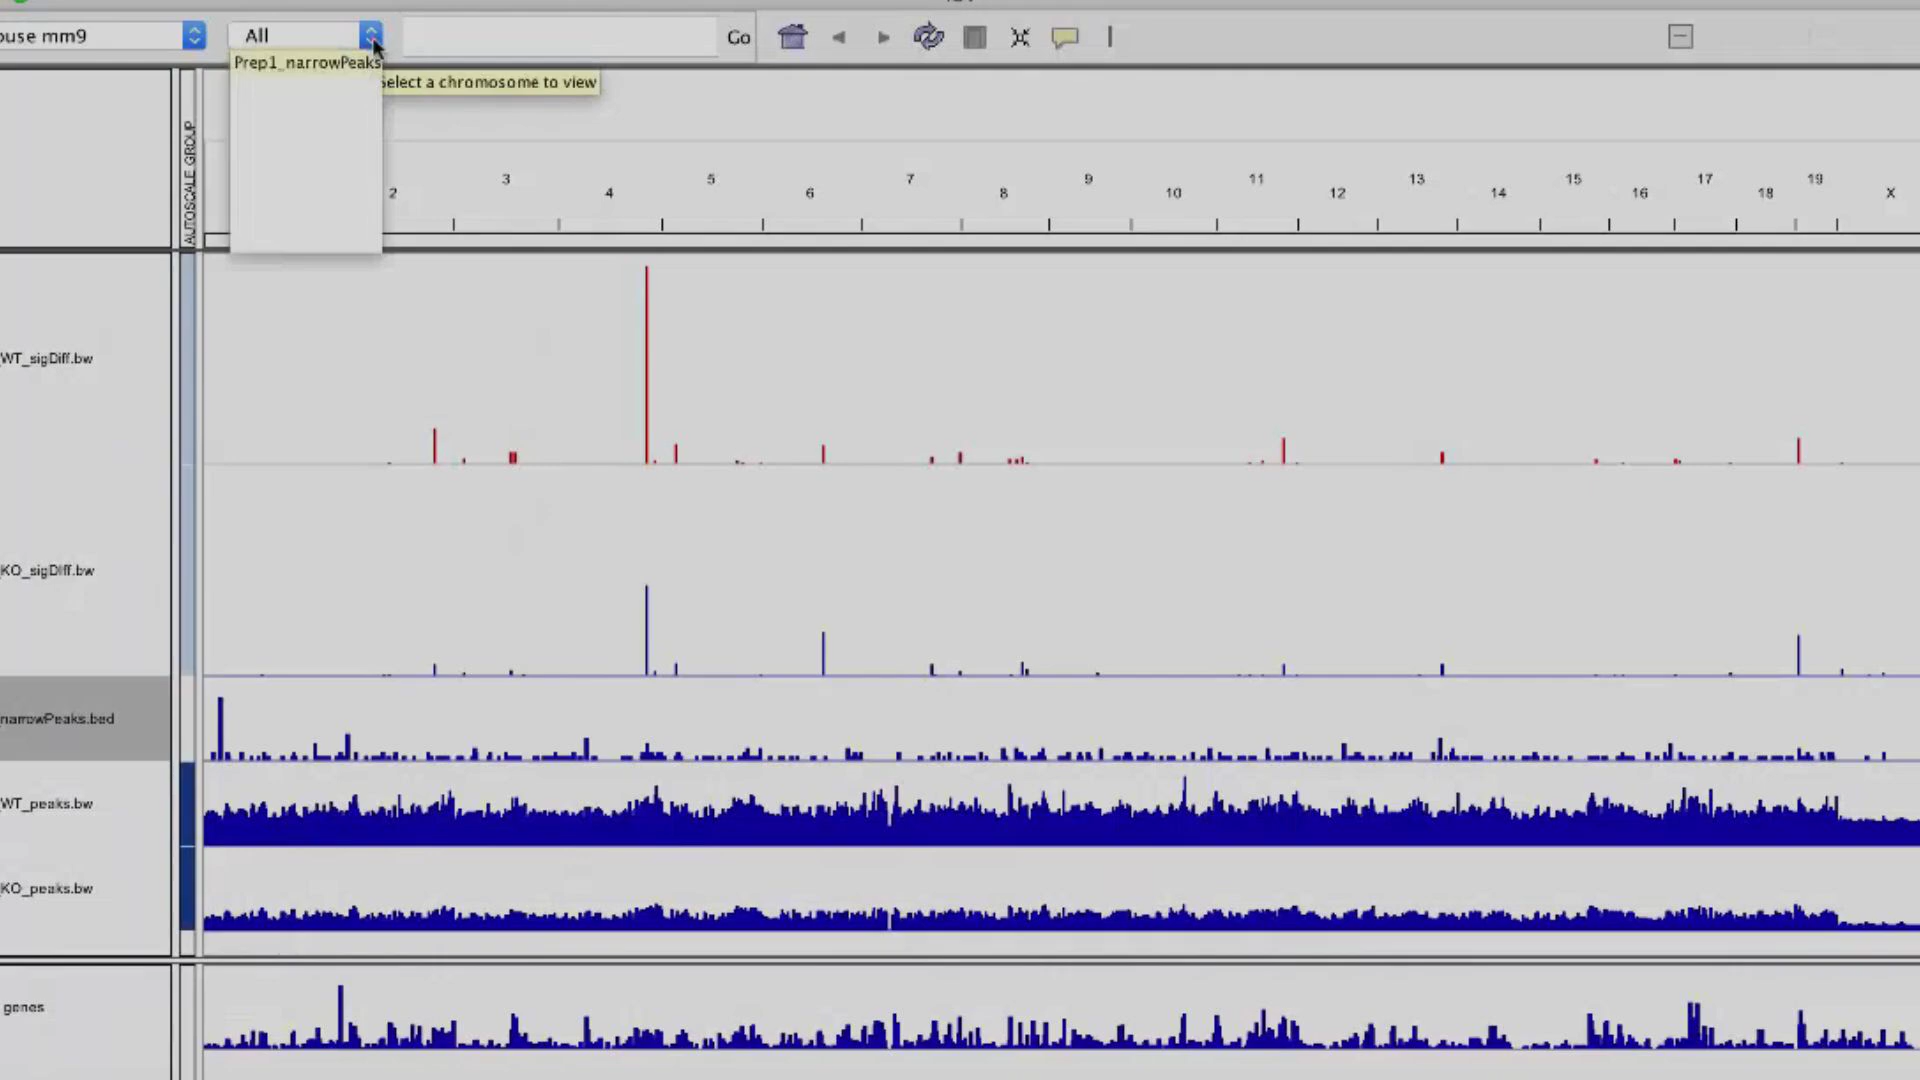 ouse mm9
All
Go
Prep1_narrowPeaks
Select a chromosome to view
AUTOSCALE GROUP
2 3 4 5 6 7 8 9 10 11 12 13 14 15 16 17 18 19 X
WT_sigDiff.bw
KO_sigDiff.bw
narrowPeaks.bed
WT_peaks.bw
KO_peaks.bw
genes